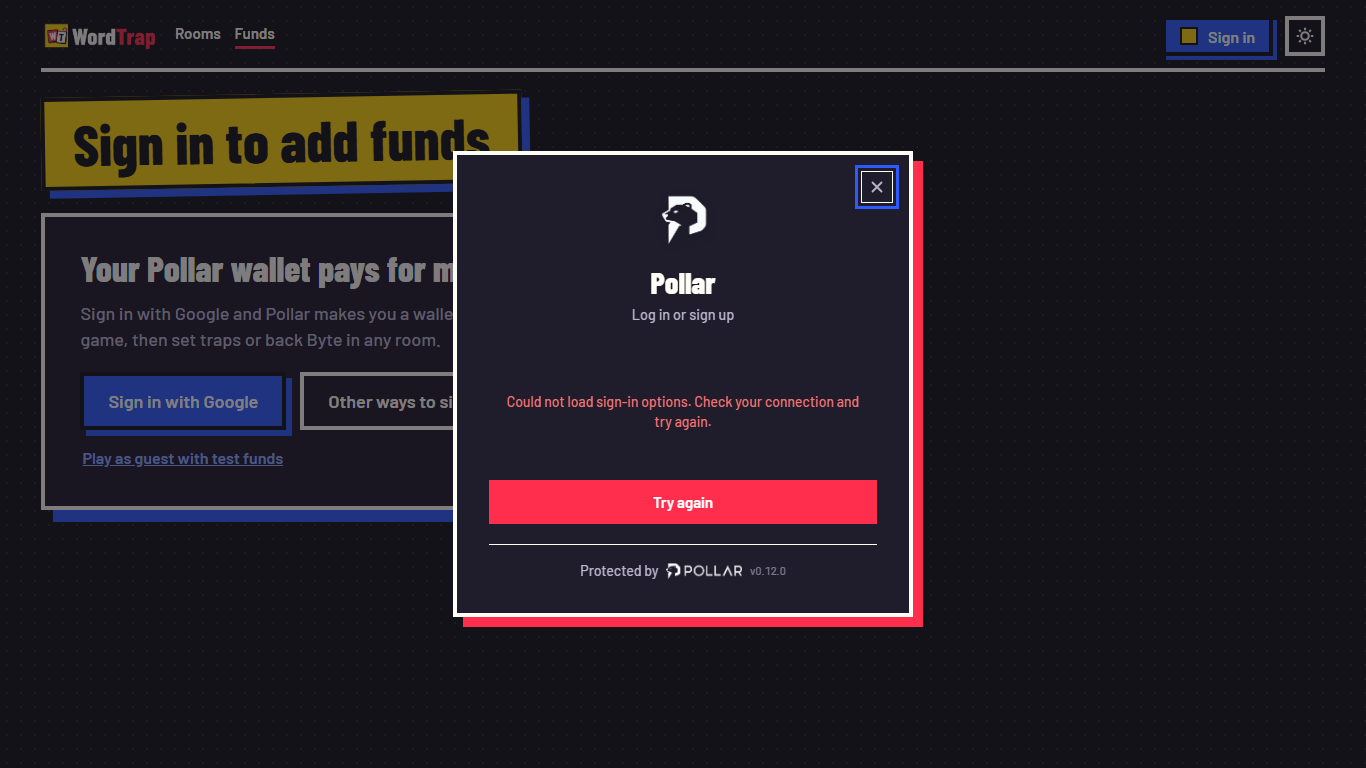 WordTrap
Rooms
Funds
Sign in
Sign in to add funds
Your Pollar wallet pays for m
Sign in with Google and Pollar makes you a walle
game, then set traps or back Byte in any room.
Sign in with Google
Other ways to si
Play as guest with test funds
Pollar
Log in or sign up
Could not load sign-in options. Check your connection and
try again.
Try again
Protected by POLLAR v0.12.0